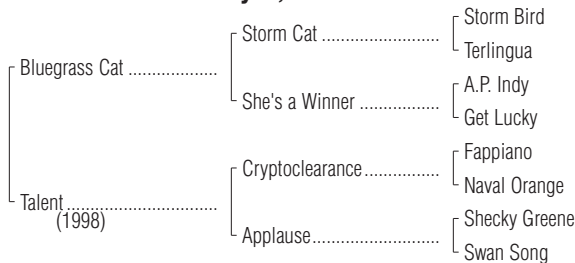 Storm Bird
Storm Cat ........................
Terlingua
Bluegrass Cat ..................
A.P. Indy
She's a Winner ................
Get Lucky
Fappiano
Cryptoclearance...............
Naval Orange
Talent..............................
(1998)
Shecky Greene
Applause.........................
Swan Song